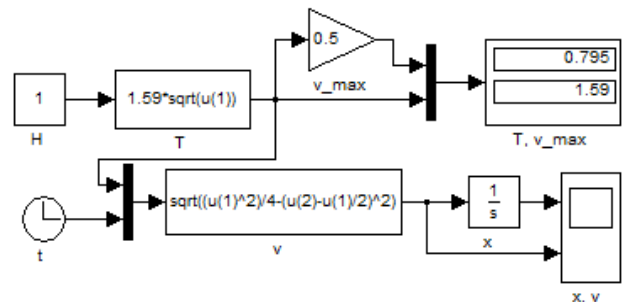 0.5
v_max
0.795
1.59
T, v_max
1
H
1.59*sqrt(u(1))
T
t
sqrt((u(1)^2)/4-(u(2)-u(1)/2)^2)
v
1
s
x
x, v